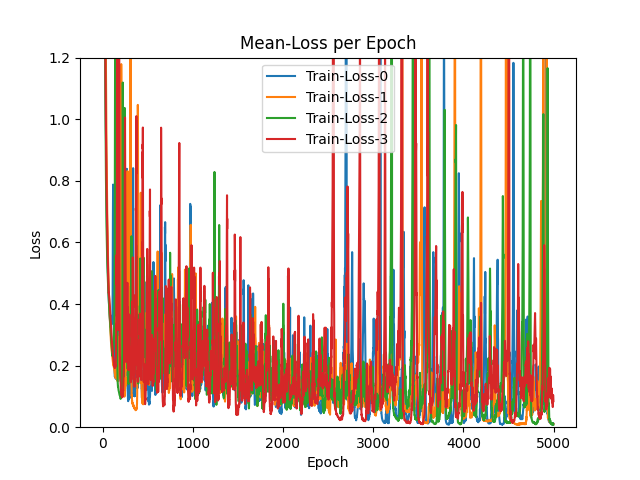 Mean-Loss per Epoch
1.2
1.0
0.8
0.6
0.4
0.2
0.0
Loss
Train-Loss-0
Train-Loss-1
Train-Loss-2
Train-Loss-3
0 1000 2000 3000 4000 5000
Epoch